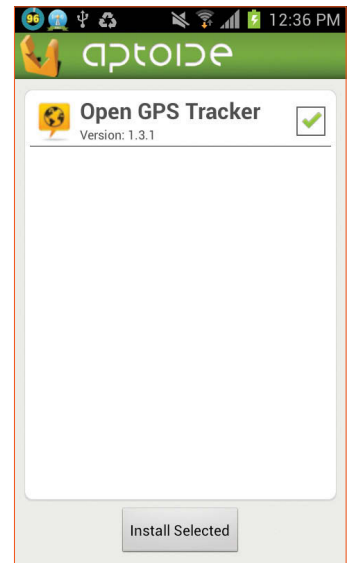 96 12:36 PM
aptoide
Open GPS Tracker
Version: 1.3.1
Install Selected